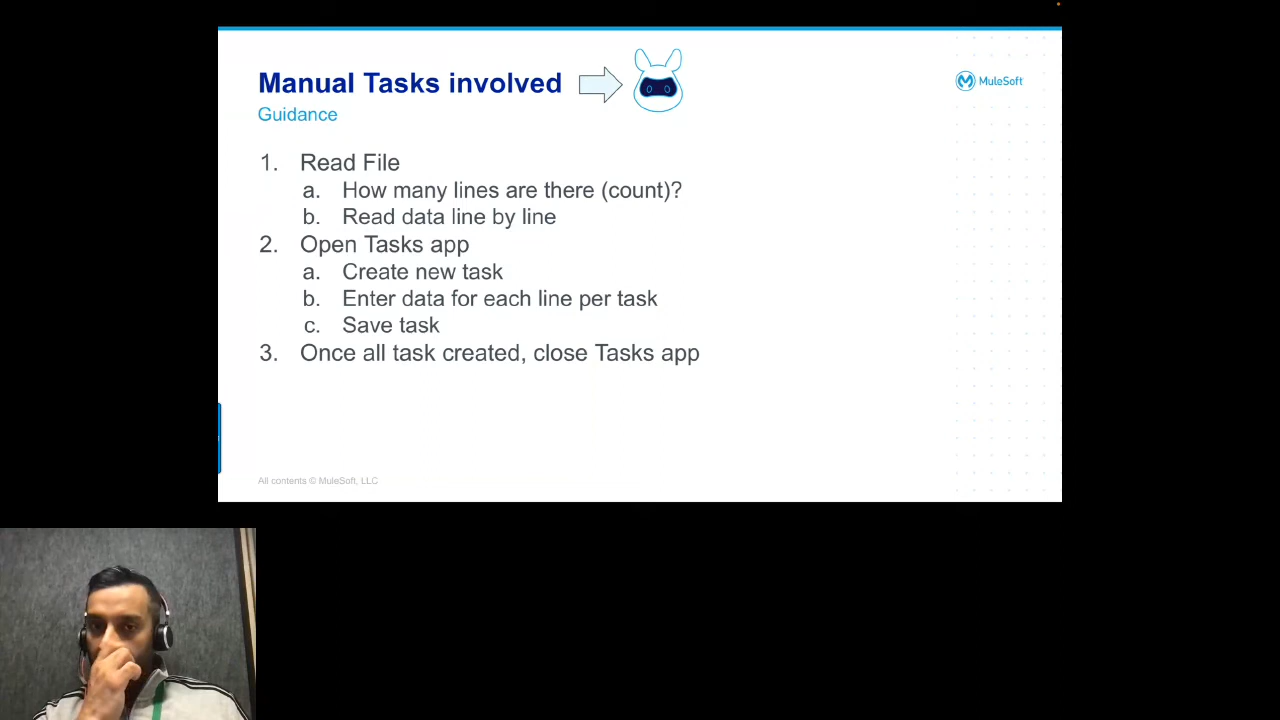 Manual Tasks involved
MuleSoft
Guidance
1. Read File
a. How many lines are there (count)?
b. Read data line by line
2. Open Tasks app
a. Create new task
b. Enter data for each line per task
c. Save task
3. Once all task created, close Tasks app
All contents © MuleSoft, LLC